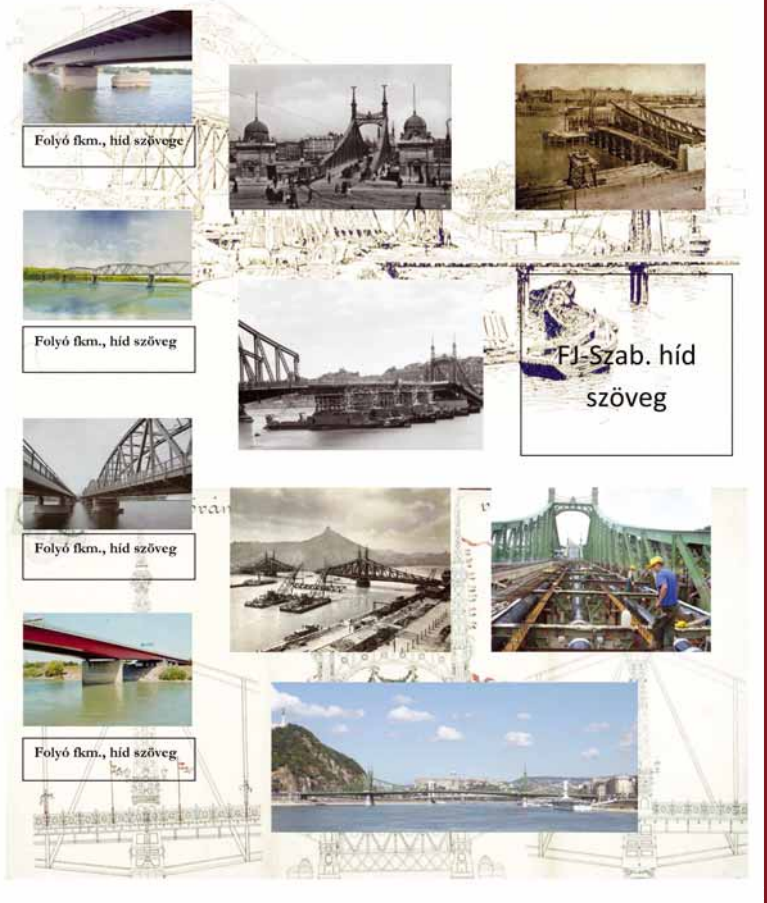 Folyó fkm., híd szövege
Folyó fkm., híd szöveg
FJ-Szab. híd
szöveg
Folyó fkm., híd szöveg
Folyó fkm., híd szöveg